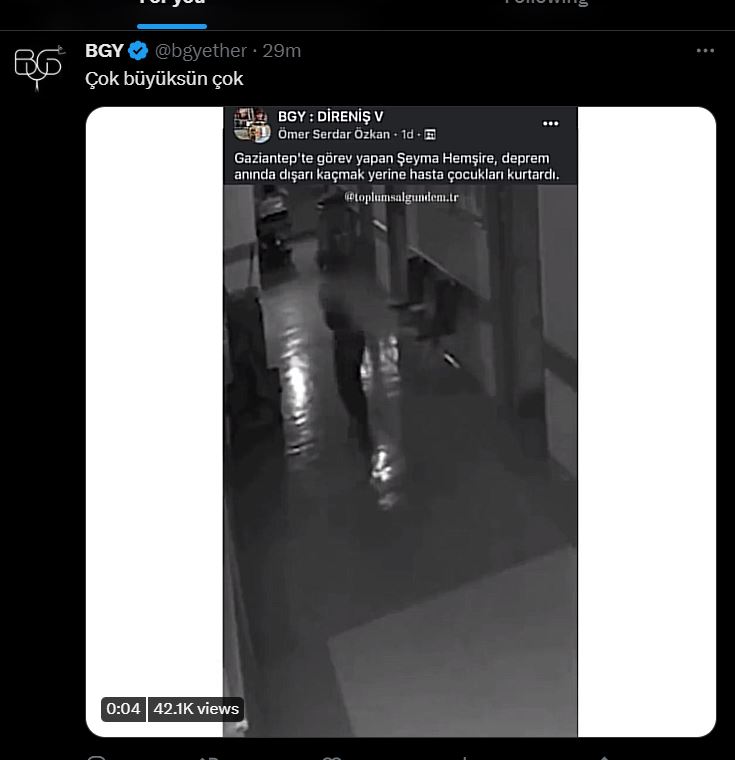 For you
Following
BGY @bgyether · 29m
Çok büyüksün çok
BGY : DİRENİŞ V
Ömer Serdar Özkan · 1d ·
Gaziantep'te görev yapan Şeyma Hemşire, deprem
anında dışarı kaçmak yerine hasta çocukları kurtardı.
@toplumsalgundem.tr
0:04 42.1K views